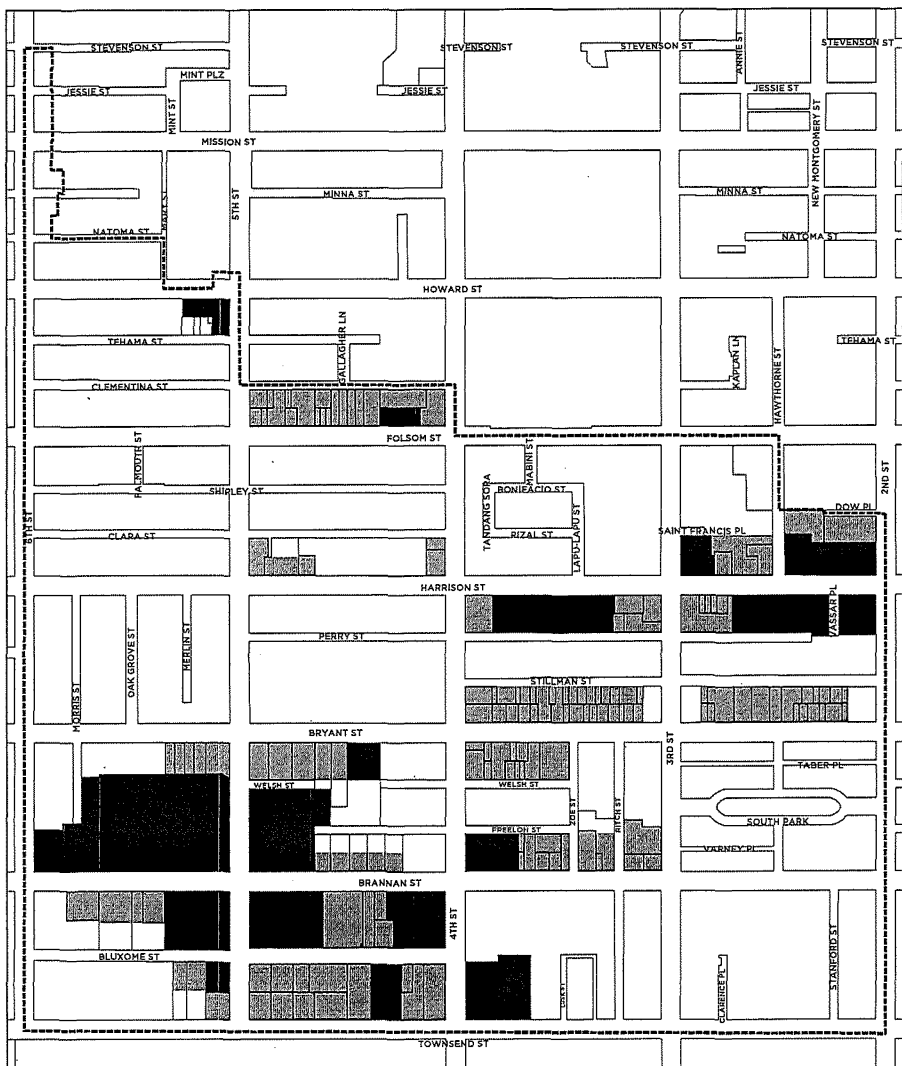 STEVENSON ST
STEVENSON ST
STEVENSON ST
STEVENSON ST
ANNIE ST
MINT PLZ
JESSIE ST
JESSIE ST
JESSIE ST
MINT ST
NEW MONTGOMERY ST
MISSION ST
MINNA ST
MINNA ST
MARY ST
5TH ST
NATOMA ST
NATOMA ST
HOWARD ST
TEHAMA ST
TEHAMA ST
GALLAGHER LN
KAPLAN LN
HAWTHORNE ST
CLEMENTINA ST
FOLSOM ST
FALMOUTH ST
MABINI ST
2ND ST
SHIPLEY ST
TANDANG SORA
BONIFACIO ST
LAPU-LAPU ST
DOW PL
6TH ST
CLARA ST
RIZAL ST
SAINT FRANCIS PL
HARRISON ST
VASSAR PL
PERRY ST
MERLIN ST
OAK GROVE ST
MORRIS ST
STILLMAN ST
BRYANT ST
3RD ST
TABER PL
WELSH ST
WELSH ST
ZOE ST
RITCH ST
SOUTH PARK
FREELON ST
VARNEY PL
BRANNAN ST
4TH ST
STANFORD ST
BLUXOME ST
CLARENCE PL
TOWNSEND ST